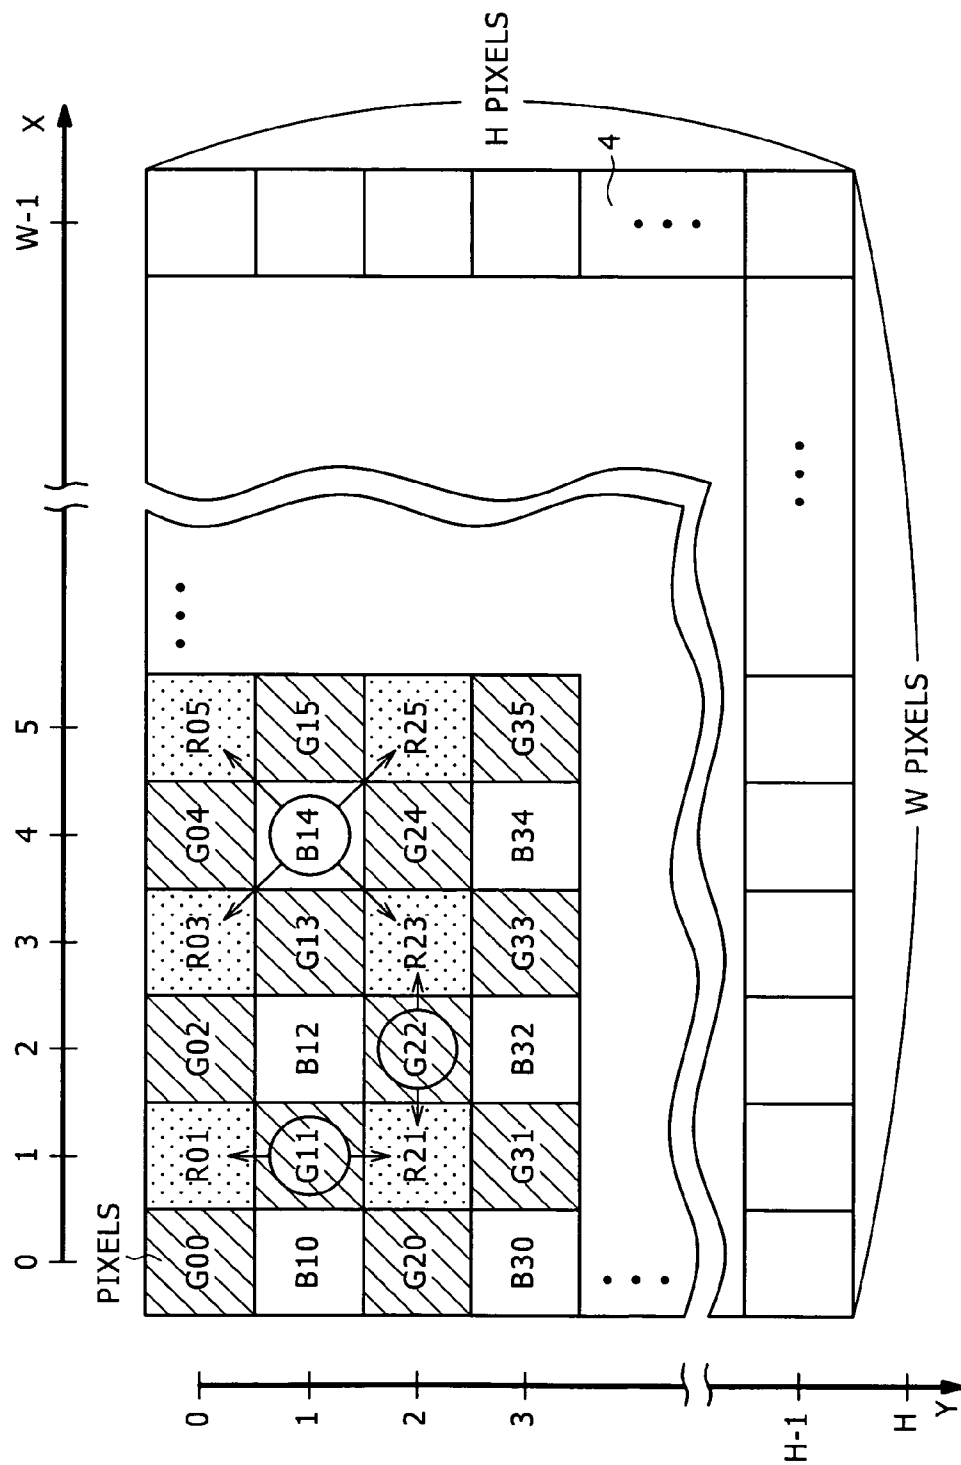 0 1 2 3 4 5 W-1 X
PIXELS
0 G00 R01 G02 R03 G04 R05
1 B10 G11 B12 G13 B14 G15
2 G20 R21 G22 R23 G24 R25
3 B30 G31 B32 G33 B34 G35
4
H PIXELS
H-1
H
Y
W PIXELS